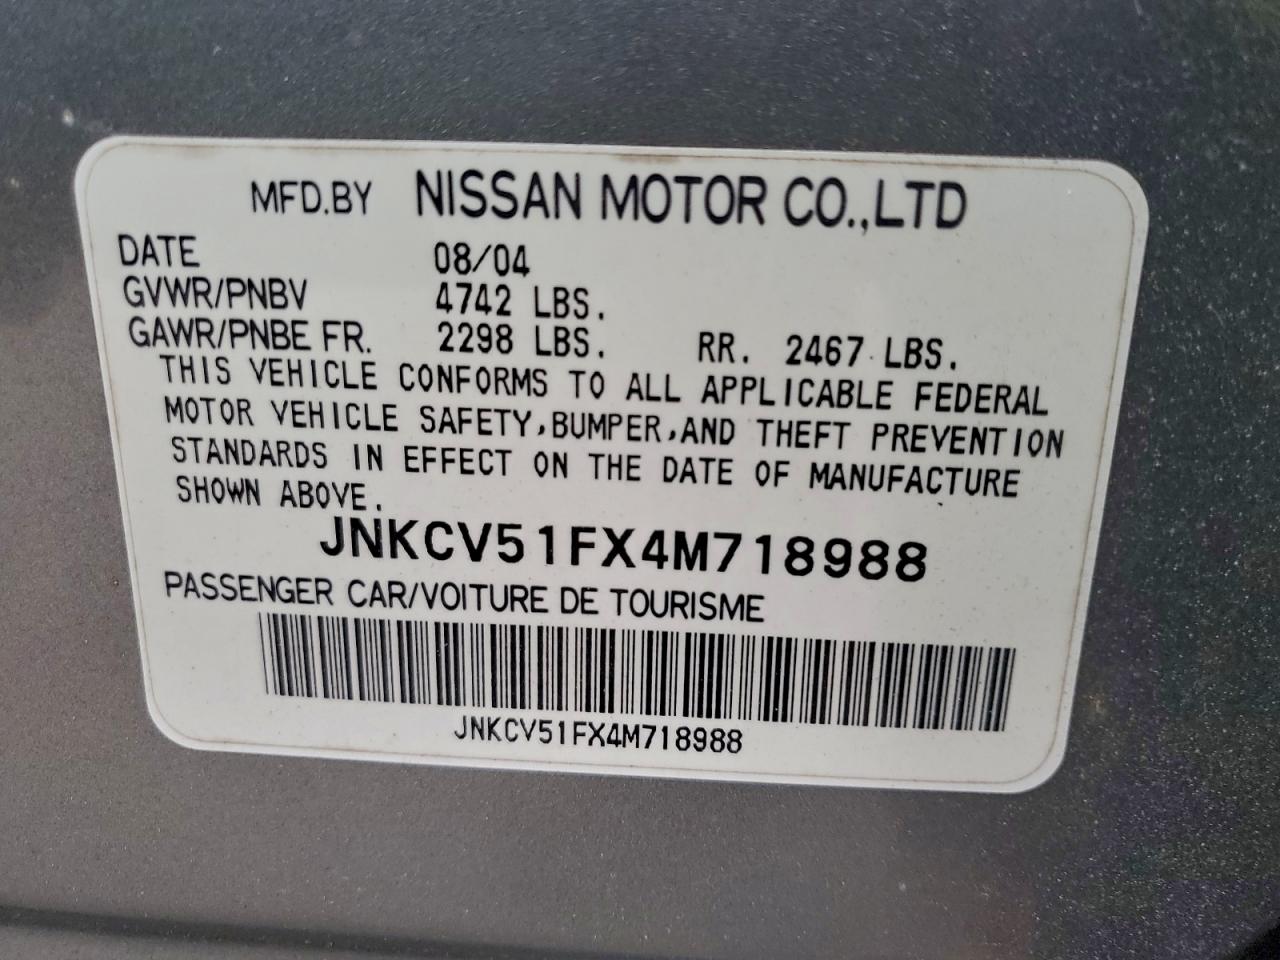 MFD.BY NISSAN MOTOR CO.,LTD
DATE 08/04
GVWR/PNBV 4742 LBS.
GAWR/PNBE FR. 2298 LBS. RR. 2467 LBS.
THIS VEHICLE CONFORMS TO ALL APPLICABLE FEDERAL
MOTOR VEHICLE SAFETY,BUMPER,AND THEFT PREVENTION
STANDARDS IN EFFECT ON THE DATE OF MANUFACTURE
SHOWN ABOVE.
JNKCV51FX4M718988
PASSENGER CAR/VOITURE DE TOURISME
JNKCV51FX4M718988